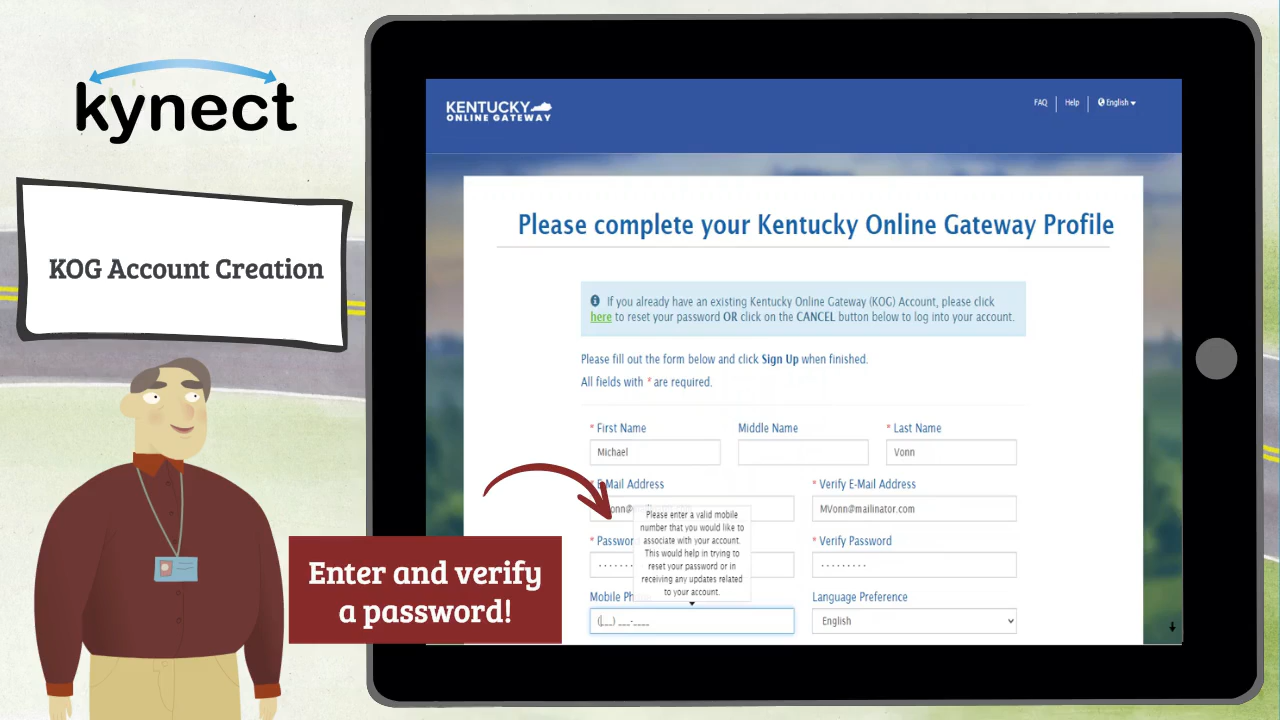 kynect
KOG Account Creation
KENTUCKY
ONLINE GATEWAY
FAQ
Help
English
Please complete your Kentucky Online Gateway Profile
If you already have an existing Kentucky Online Gateway (KOG) Account, please click
here to reset your password OR click on the CANCEL button below to log into your account.
Please fill out the form below and click Sign Up when finished.
All fields with * are required.
* First Name
Middle Name
* Last Name
Michael
Vonn
* E-Mail Address
* Verify E-Mail Address
MVonn@mailinator.com
Please enter a valid mobile
number that you would like to
associate with your account.
This would help in trying to
reset your password or in
receiving any updates related
to your account.
* Verify Password
Language Preference
(___) ___-____
English
Enter and verify
a password!